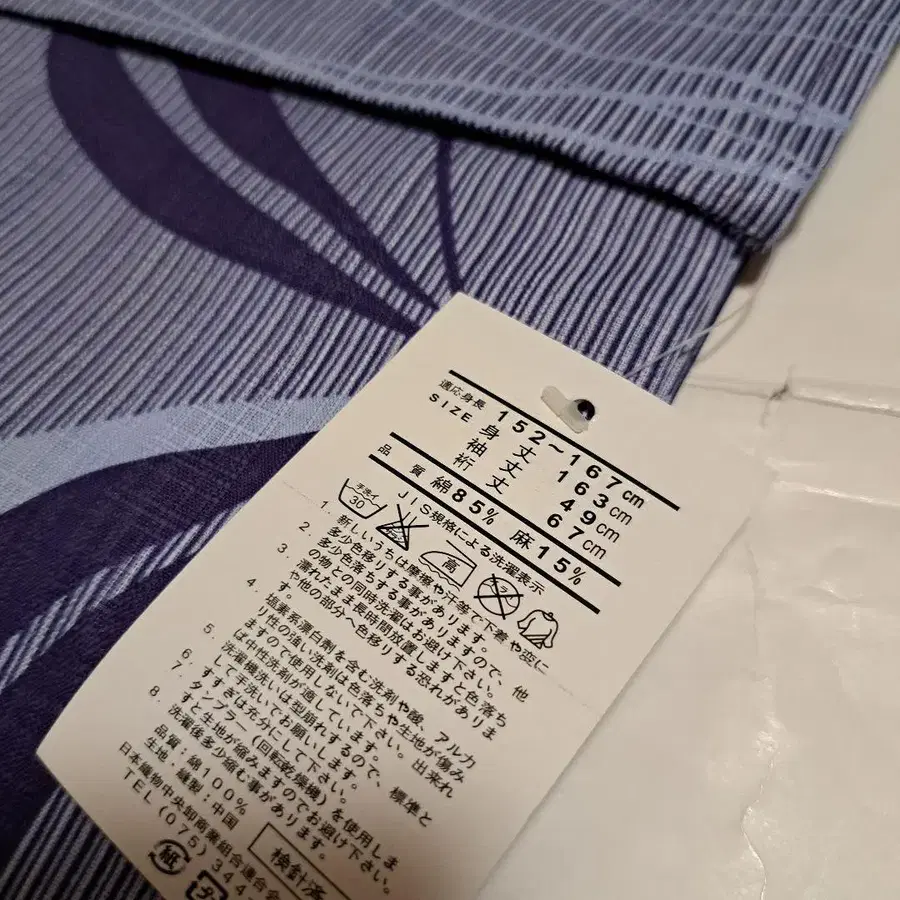 適応身長 152~167cm
SIZE 身丈 163cm
袖丈 49cm
裄丈 67cm
品質 綿85% 麻15%
JIS規格による洗濯表示
手洗イ 30 高
1. 新しいうちは摩擦や汗等で下着や変に
多少色移りする事があります。
2. 多少色落ちする事がありますので、他
の物との同時洗濯はお避け下さい。
3. 濡れたまま長時間放置しますと色落ち
や他の部分へ色移りする恐れがありま
す。
4. 塩素系漂白剤を含む洗剤や酸、アルカ
リ性の強い洗剤は色落ちや生地が傷み
ますので使用しないで下さい。出来れ
ば中性洗剤が適しています。
5. 洗濯機洗いは型崩れするので、標準と
して手洗いでお願いします。
6. すすぎは充分にして下さい。
7. タンブラー(回転乾燥機)を使用しま
すと生地が縮みますのでお避け下さい。
8. 洗濯後多少縮む事があります。
品質:綿100%
生地・縫製:中国
日本織物中央卸商業組合連合会
TEL(075)344
紙 検針済